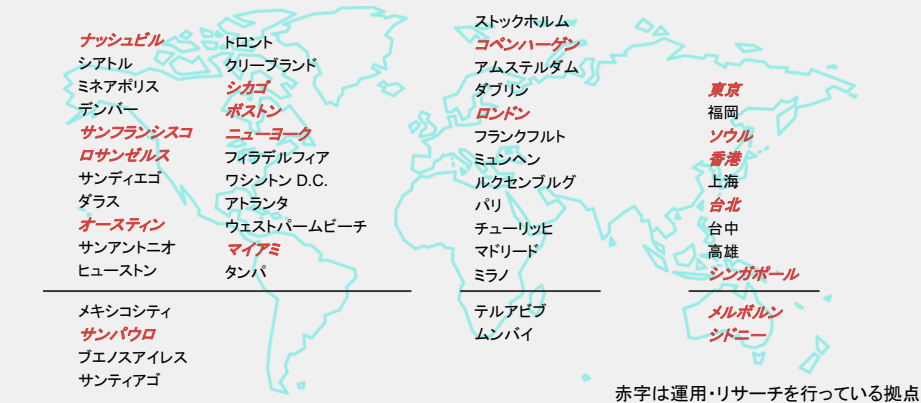 ナッシュビル
シアトル
ミネアポリス
デンバー
サンフランシスコ
ロサンゼルス
サンディエゴ
ダラス
オースティン
サンアントニオ
ヒューストン
トロント
クリーブランド
シカゴ
ボストン
ニューヨーク
フィラデルフィア
ワシントン D.C.
アトランタ
ウェストパームビーチ
マイアミ
タンパ
メキシコシティ
サンパウロ
ブエノスアイレス
サンティアゴ
ストックホルム
コペンハーゲン
アムステルダム
ダブリン
ロンドン
フランクフルト
ミュンヘン
ルクセンブルグ
パリ
チューリッヒ
マドリード
ミラノ
テルアビブ
ムンバイ
東京
福岡
ソウル
香港
上海
台北
台中
高雄
シンガポール
メルボルン
シドニー
赤字は運用・リサーチを行っている拠点